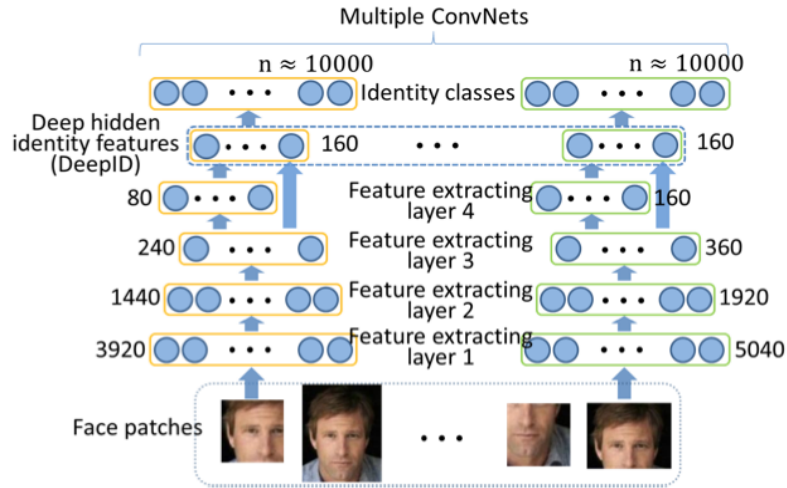 Multiple ConvNets
n ≈ 10000
n ≈ 10000
Identity classes
Deep hidden
identity features
(DeepID)
160
160
80
Feature extracting
layer 4
160
240
Feature extracting
layer 3
360
1440
Feature extracting
layer 2
1920
3920
Feature extracting
layer 1
5040
Face patches